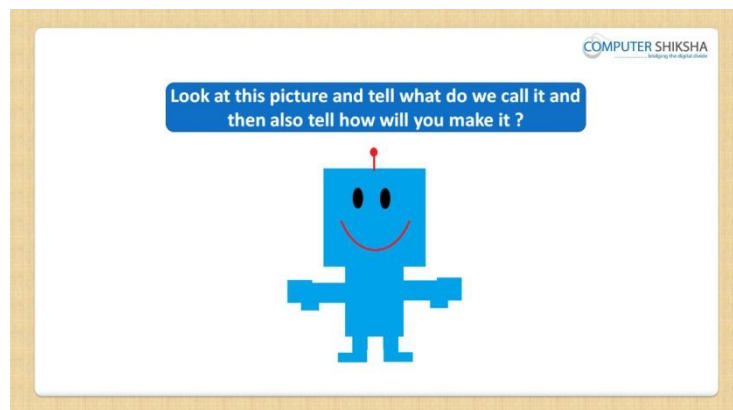 COMPUTER SHIKSHA
bridging the digital divide
Look at this picture and tell what do we call it and
then also tell how will you make it ?